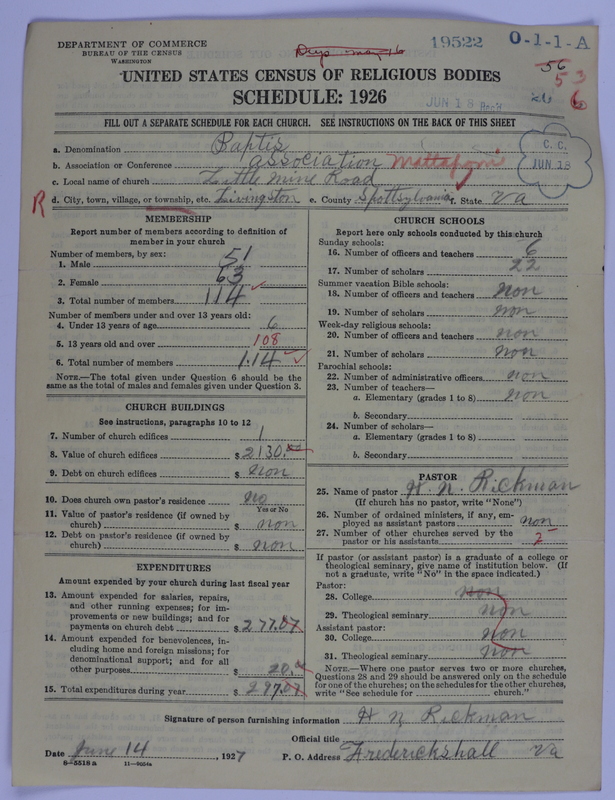 DEPARTMENT OF COMMERCE
BUREAU OF THE CENSUS
WASHINGTON
19522
O-1-1-A
56
53
6
UNITED STATES CENSUS OF RELIGIOUS BODIES
SCHEDULE: 1926
JUN 18
FILL OUT A SEPARATE SCHEDULE FOR EACH CHURCH. SEE INSTRUCTIONS ON THE BACK OF THIS SHEET
C. C.
JUN 18
a. Denomination Baptis
b. Association or Conference association Mattaponi
c. Local name of church Little Mine Road
R d. City, town, village, or township, etc. Livingston e. County Spottsylvania f. State Va
MEMBERSHIP
Report number of members according to definition of
member in your church
Number of members, by sex:
1. Male 51
2. Female 63
3. Total number of members 114
Number of members under and over 13 years old:
4. Under 13 years of age 6
5. 13 years old and over 108
6. Total number of members 114
NOTE.—The total given under Question 6 should be the
same as the total of males and females given under Question 3.
CHURCH BUILDINGS
See instructions, paragraphs 10 to 12
7. Number of church edifices 1
8. Value of church edifices $ 2130.00
9. Debt on church edifices $ non
10. Does church own pastor's residence No
Yes or No
11. Value of pastor's residence (if owned by
church) $ non
12. Debt on pastor's residence (if owned by
church) $ non
EXPENDITURES
Amount expended by your church during last fiscal year
13. Amount expended for salaries, repairs,
and other running expenses; for im-
provements or new buildings; and for
payments on church debt $ 277.07
14. Amount expended for benevolences, in-
cluding home and foreign missions; for
denominational support; and for all
other purposes $ 20.00
15. Total expenditures during year $ 297.07
CHURCH SCHOOLS
Report here only schools conducted by this church
Sunday schools:
16. Number of officers and teachers 6
17. Number of scholars 22
Summer vacation Bible schools:
18. Number of officers and teachers non
19. Number of scholars non
Week-day religious schools:
20. Number of officers and teachers non
21. Number of scholars non
Parochial schools:
22. Number of administrative officers non
23. Number of teachers—
a. Elementary (grades 1 to 8) non
b. Secondary
24. Number of scholars—
a. Elementary (grades 1 to 8)
b. Secondary
PASTOR
25. Name of pastor H. N. Rickman
(If church has no pastor, write "None")
26. Number of ordained ministers, if any, em-
ployed as assistant pastors non
27. Number of other churches served by the
pastor or his assistants 2
If pastor (or assistant pastor) is a graduate of a college or
theological seminary, give name of institution below. (If
not a graduate, write "No" in the space indicated.)
Pastor:
28. College non
29. Theological seminary non
Assistant pastor:
30. College non
31. Theological seminary non
NOTE.—Where one pastor serves two or more churches,
Questions 28 and 29 should be answered only on the schedule
for one of the churches; on the schedules for the other churches,
write "See schedule for church."
Signature of person furnishing information H N Rickman
Official title
Date June 14, 1927 P. O. Address Frederickshall Va
8-5518a 11-9054a